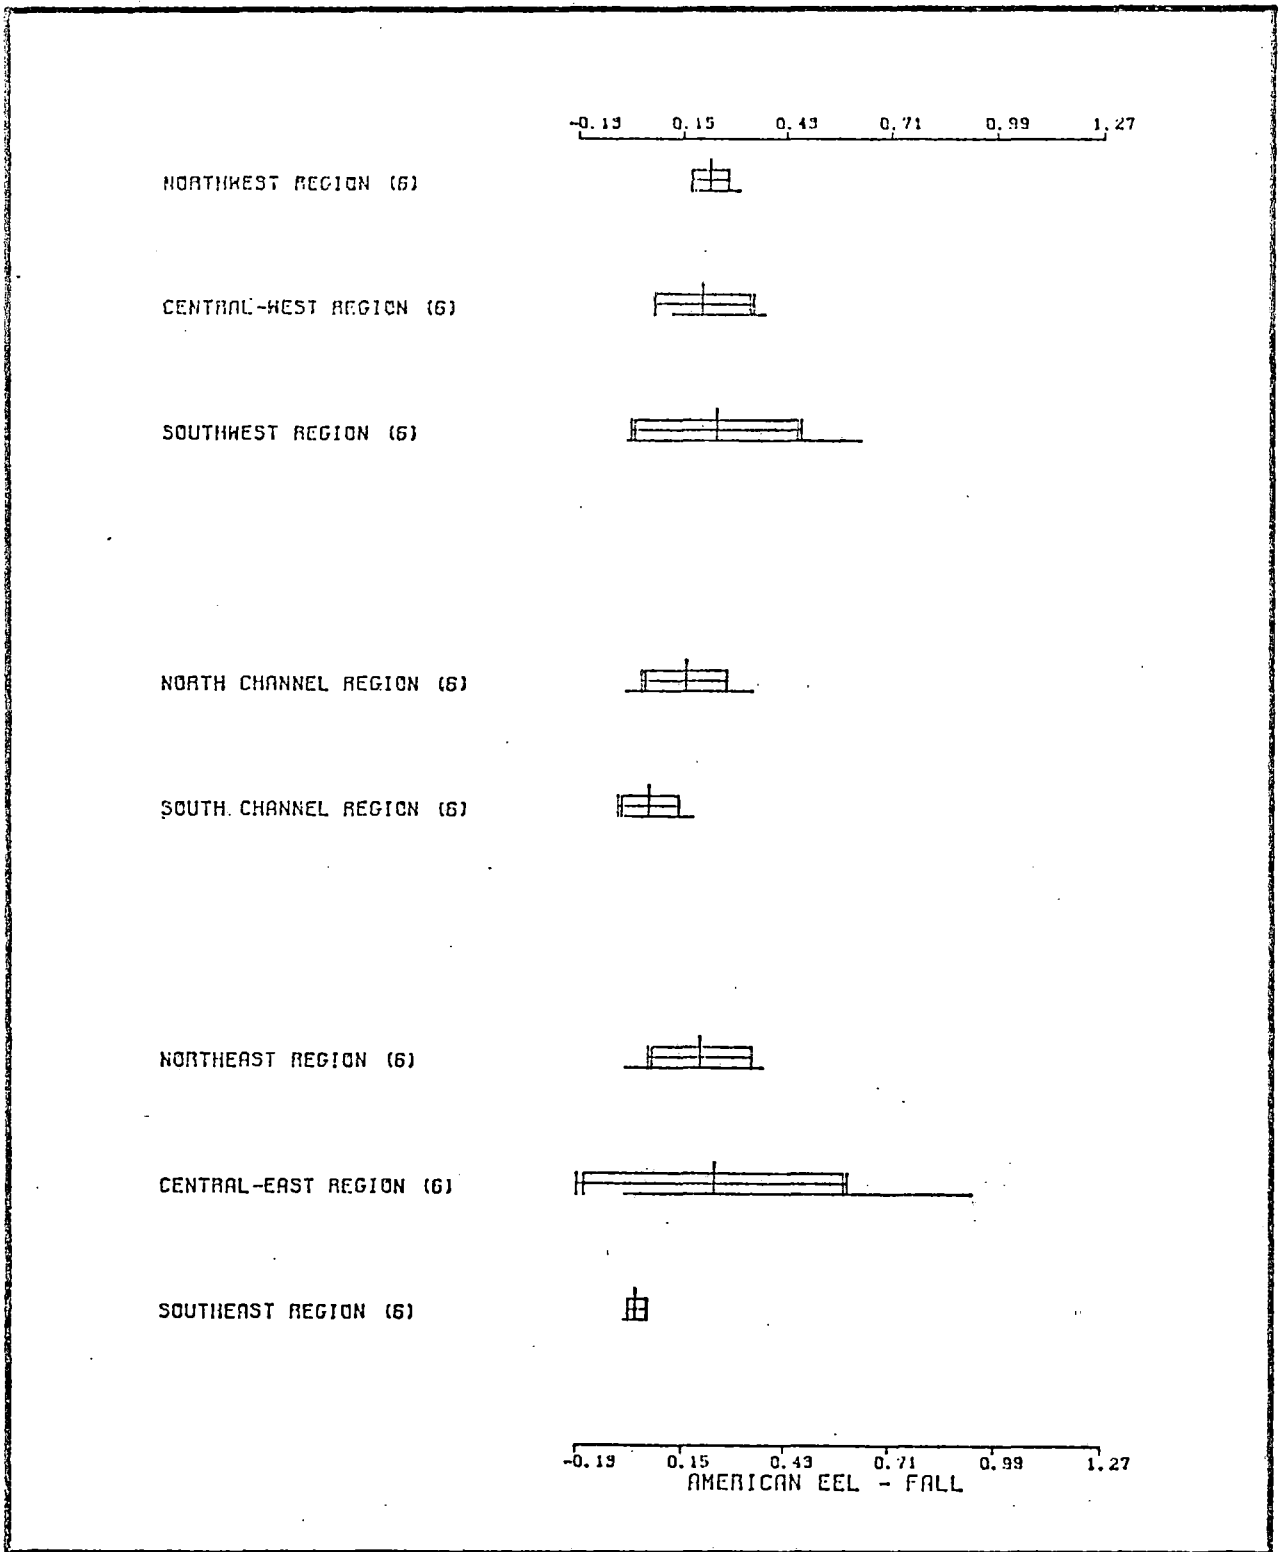 -0.13 0.15 0.43 0.71 0.99 1.27
NORTHWEST REGION (6)
CENTRAL-WEST REGION (6)
SOUTHWEST REGION (6)
NORTH CHANNEL REGION (6)
SOUTH CHANNEL REGION (6)
NORTHEAST REGION (6)
CENTRAL-EAST REGION (6)
SOUTHEAST REGION (6)
-0.13 0.15 0.43 0.71 0.99 1.27
AMERICAN EEL - FALL